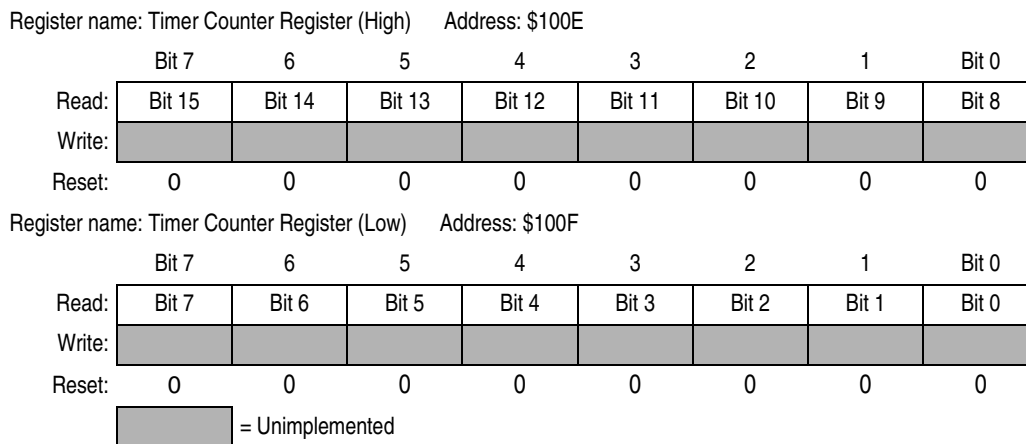 Register name: Timer Counter Register (High) Address: $100E
Bit 7 6 5 4 3 2 1 Bit 0
Read: Bit 15 Bit 14 Bit 13 Bit 12 Bit 11 Bit 10 Bit 9 Bit 8
Write:
Reset: 0 0 0 0 0 0 0 0
Register name: Timer Counter Register (Low) Address: $100F
Bit 7 6 5 4 3 2 1 Bit 0
Read: Bit 7 Bit 6 Bit 5 Bit 4 Bit 3 Bit 2 Bit 1 Bit 0
Write:
Reset: 0 0 0 0 0 0 0 0
= Unimplemented